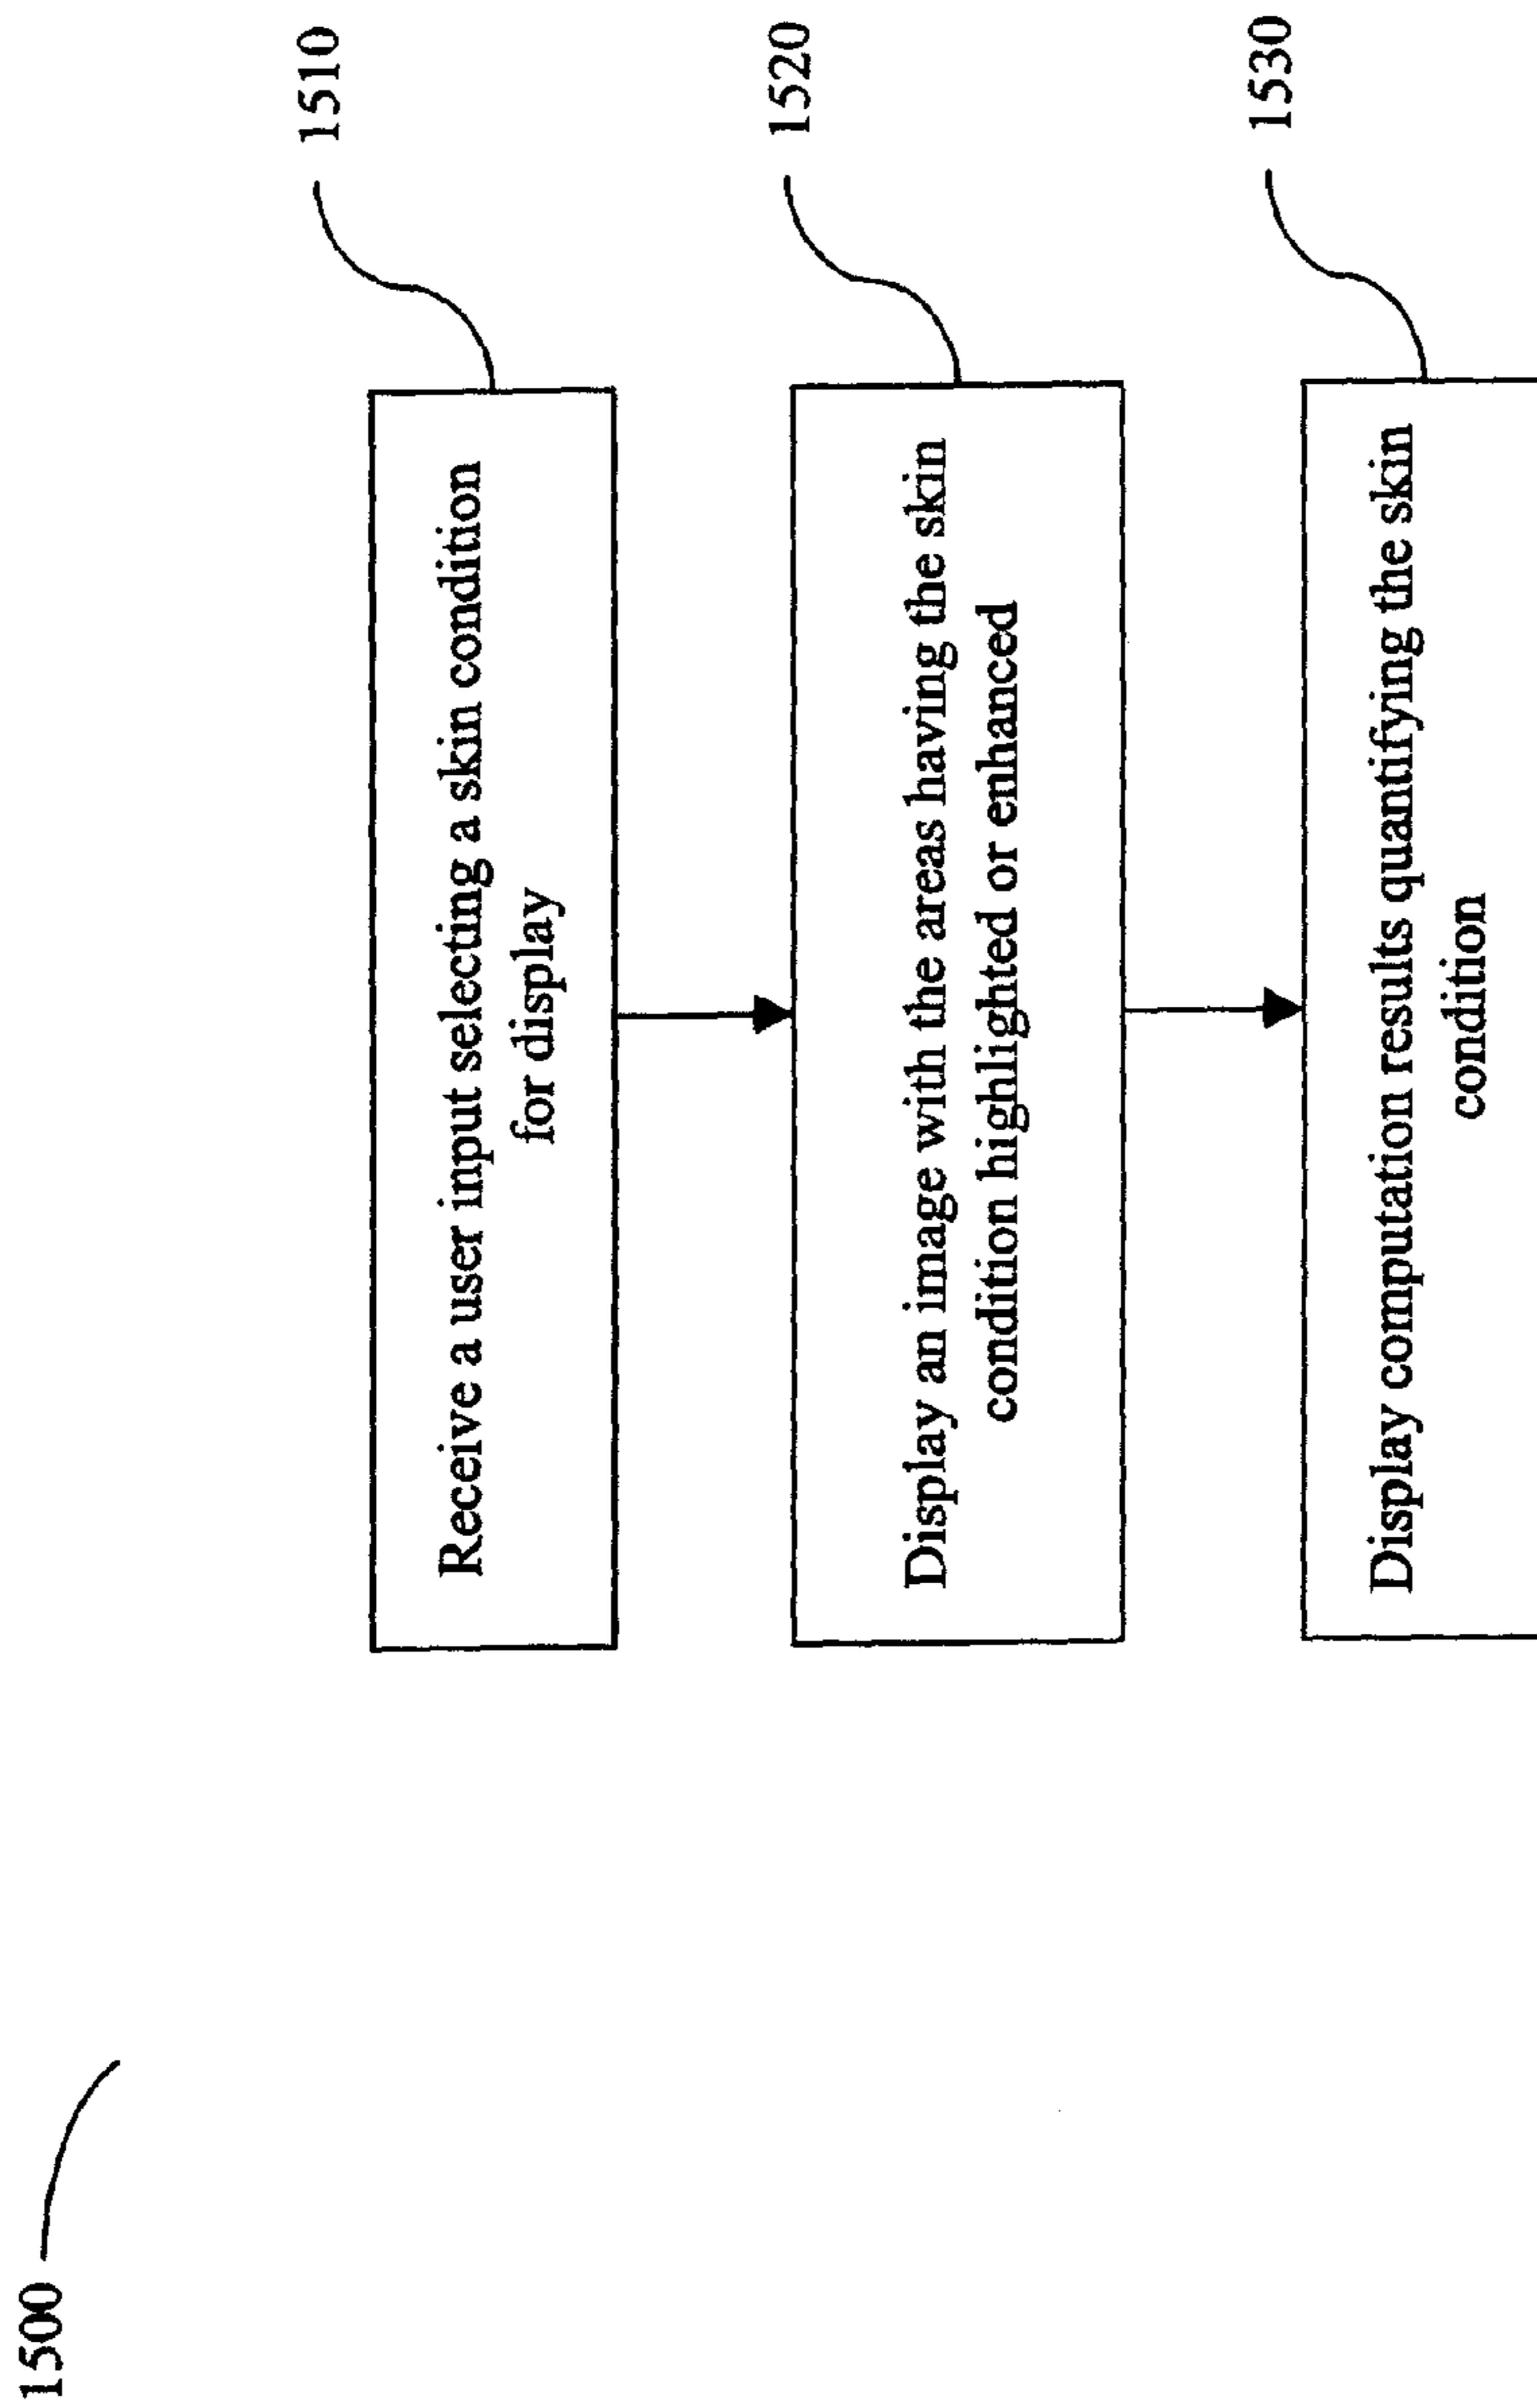 1500
1510
Receive a user input selecting a skin condition
for display
1520
Display an image with the areas having the skin
condition highlighted or enhanced
1530
Display computation results quantifying the skin
condition